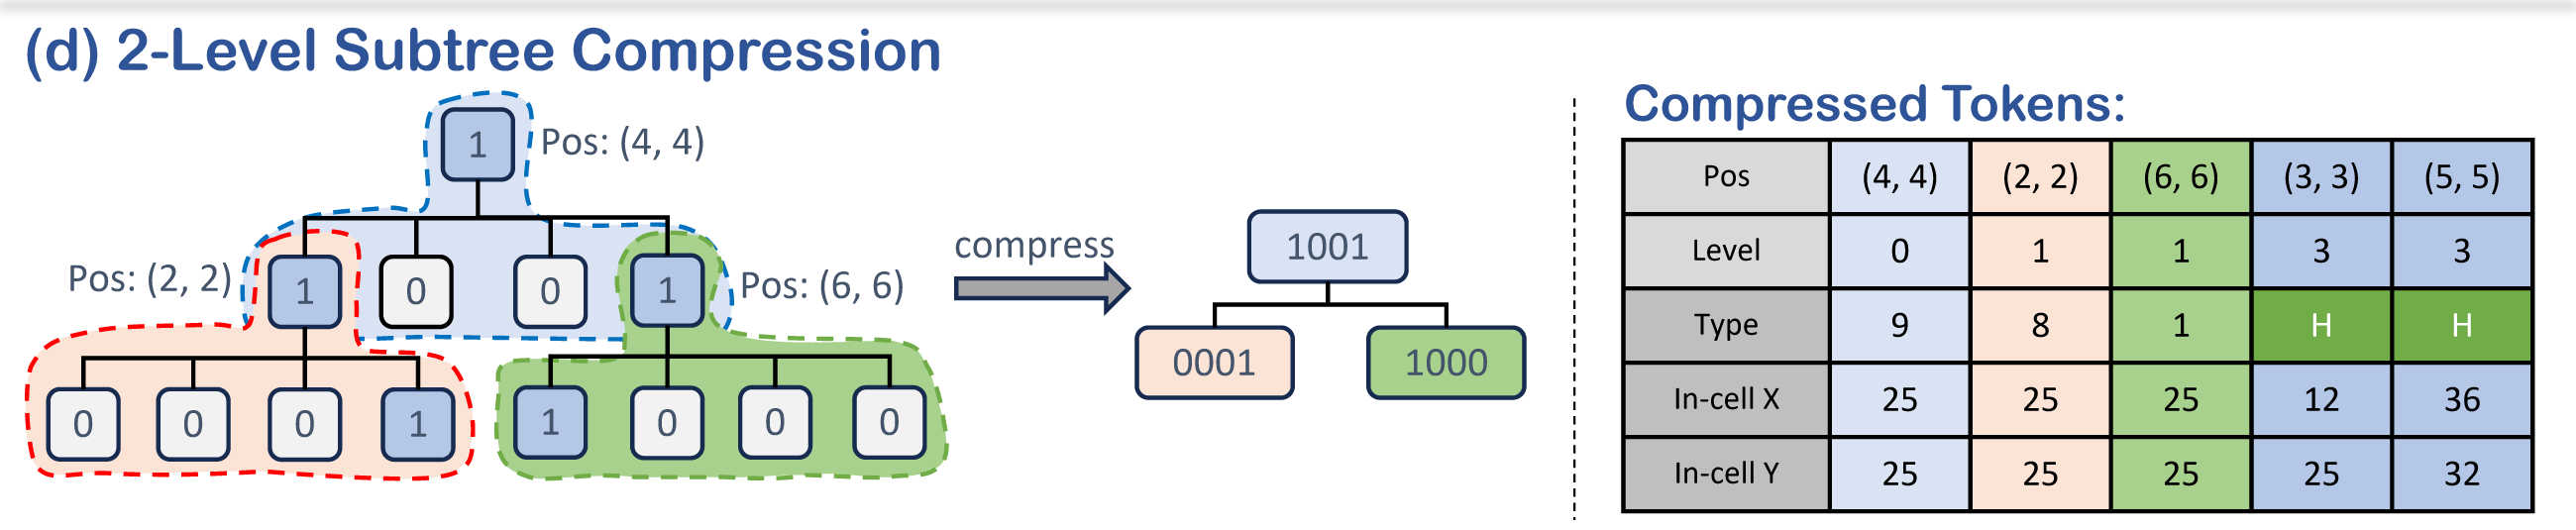 (d) 2-Level Subtree Compression
1
Pos: (4, 4)
Pos: (2, 2)
1
0
0
1
Pos: (6, 6)
0
0
0
1
1
0
0
0
compress
1001
0001
1000
Compressed Tokens:
Pos (4, 4) (2, 2) (6, 6) (3, 3) (5, 5)
Level 0 1 1 3 3
Type 9 8 1 H H
In-cell X 25 25 25 12 36
In-cell Y 25 25 25 25 32